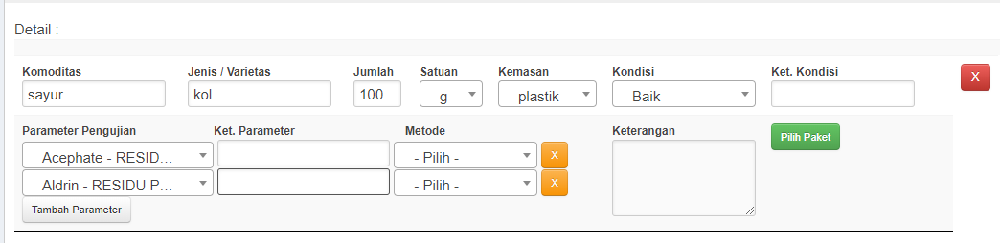 Detail :
Komoditas Jenis / Varietas Jumlah Satuan Kemasan Kondisi Ket. Kondisi
sayur kol 100 g plastik Baik X
Parameter Pengujian Ket. Parameter Metode Keterangan Pilih Paket
Acephate - RESID... - Pilih - X
Aldrin - RESIDU P... - Pilih - X
Tambah Parameter